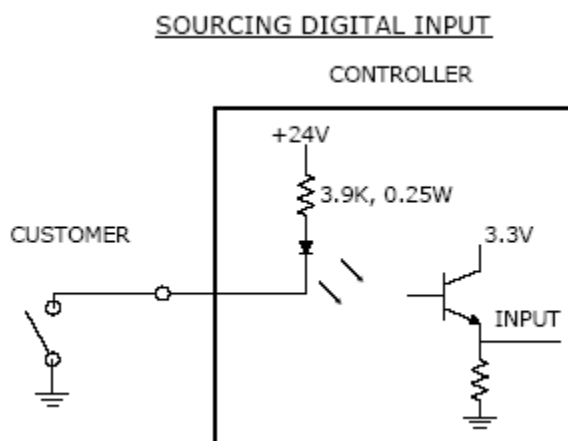 SOURCING DIGITAL INPUT
CONTROLLER
+24V
3.9K, 0.25W
CUSTOMER
3.3V
INPUT